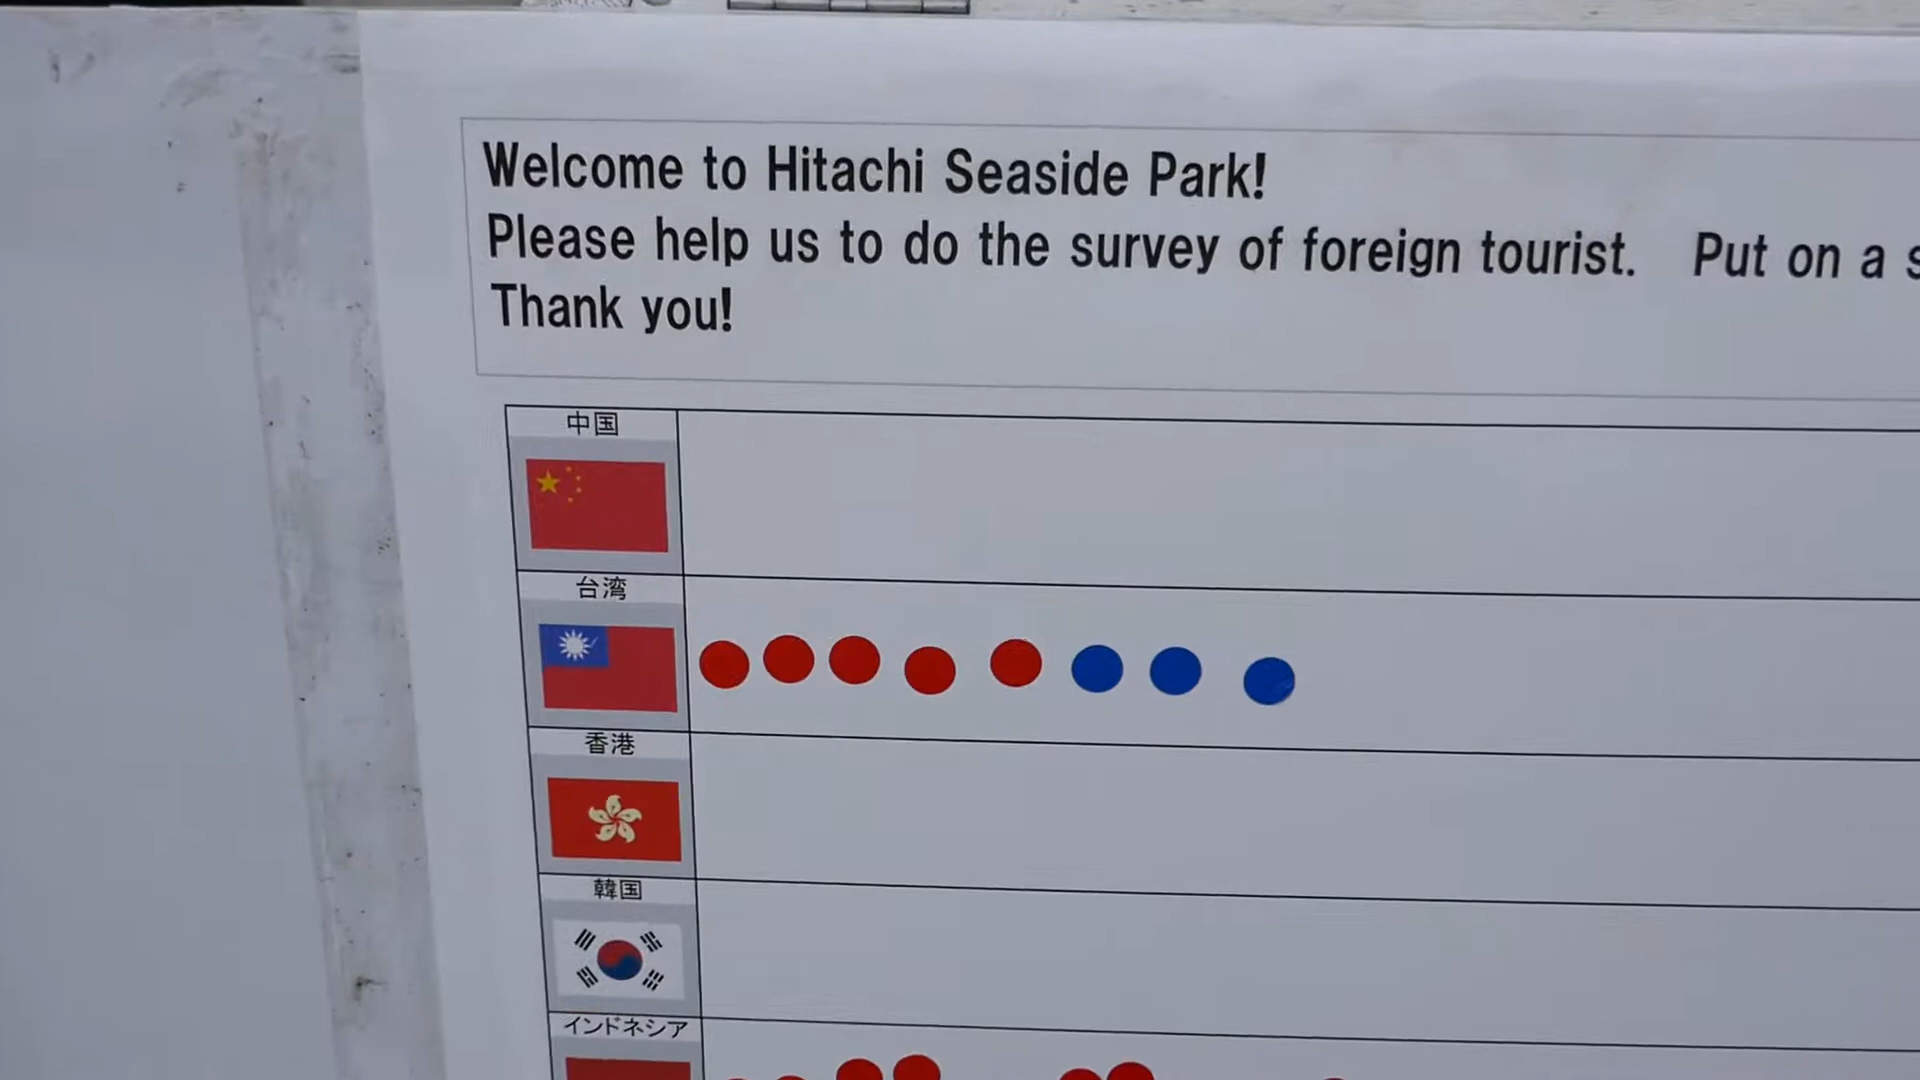 Welcome to Hitachi Seaside Park!
Please help us to do the survey of foreign tourist. Put on a
Thank you!
中国
台湾
香港
韓国
インドネシア